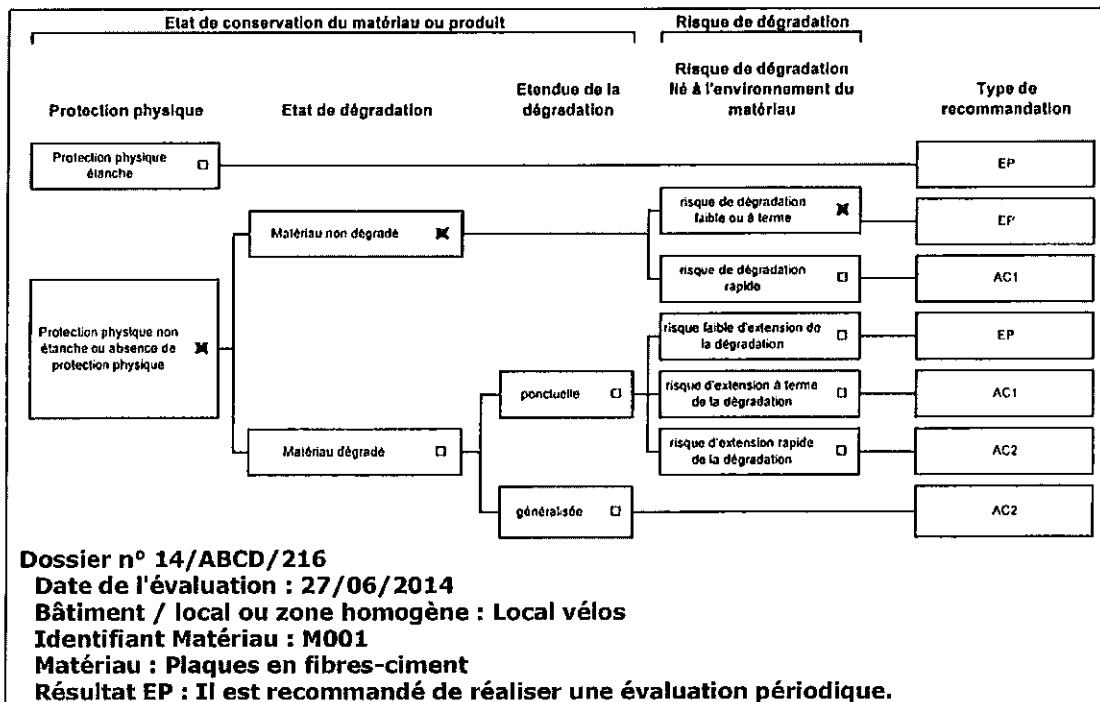 Etat de conservation du matériau ou produit
Risque de dégradation
Protection physique
Etat de dégradation
Etendue de la
dégradation
Risque de dégradation
lié à l'environnement du
matériau
Type de
recommandation
Protection physique
étanche
EP
Matériau non dégradé
risque de dégradation
faible ou à terme
EP
risque de dégradation
rapide
AC1
Protection physique non
étanche ou absence de
protection physique
risque faible d'extension de
la dégradation
EP
ponctuelle
risque d'extension à terme
de la dégradation
AC1
Matériau dégradé
risque d'extension rapide
de la dégradation
AC2
généralisée
AC2
Dossier n° 14/ABCD/216
Date de l'évaluation : 27/06/2014
Bâtiment / local ou zone homogène : Local vélos
Identifiant Matériau : M001
Matériau : Plaques en fibres-ciment
Résultat EP : Il est recommandé de réaliser une évaluation périodique.